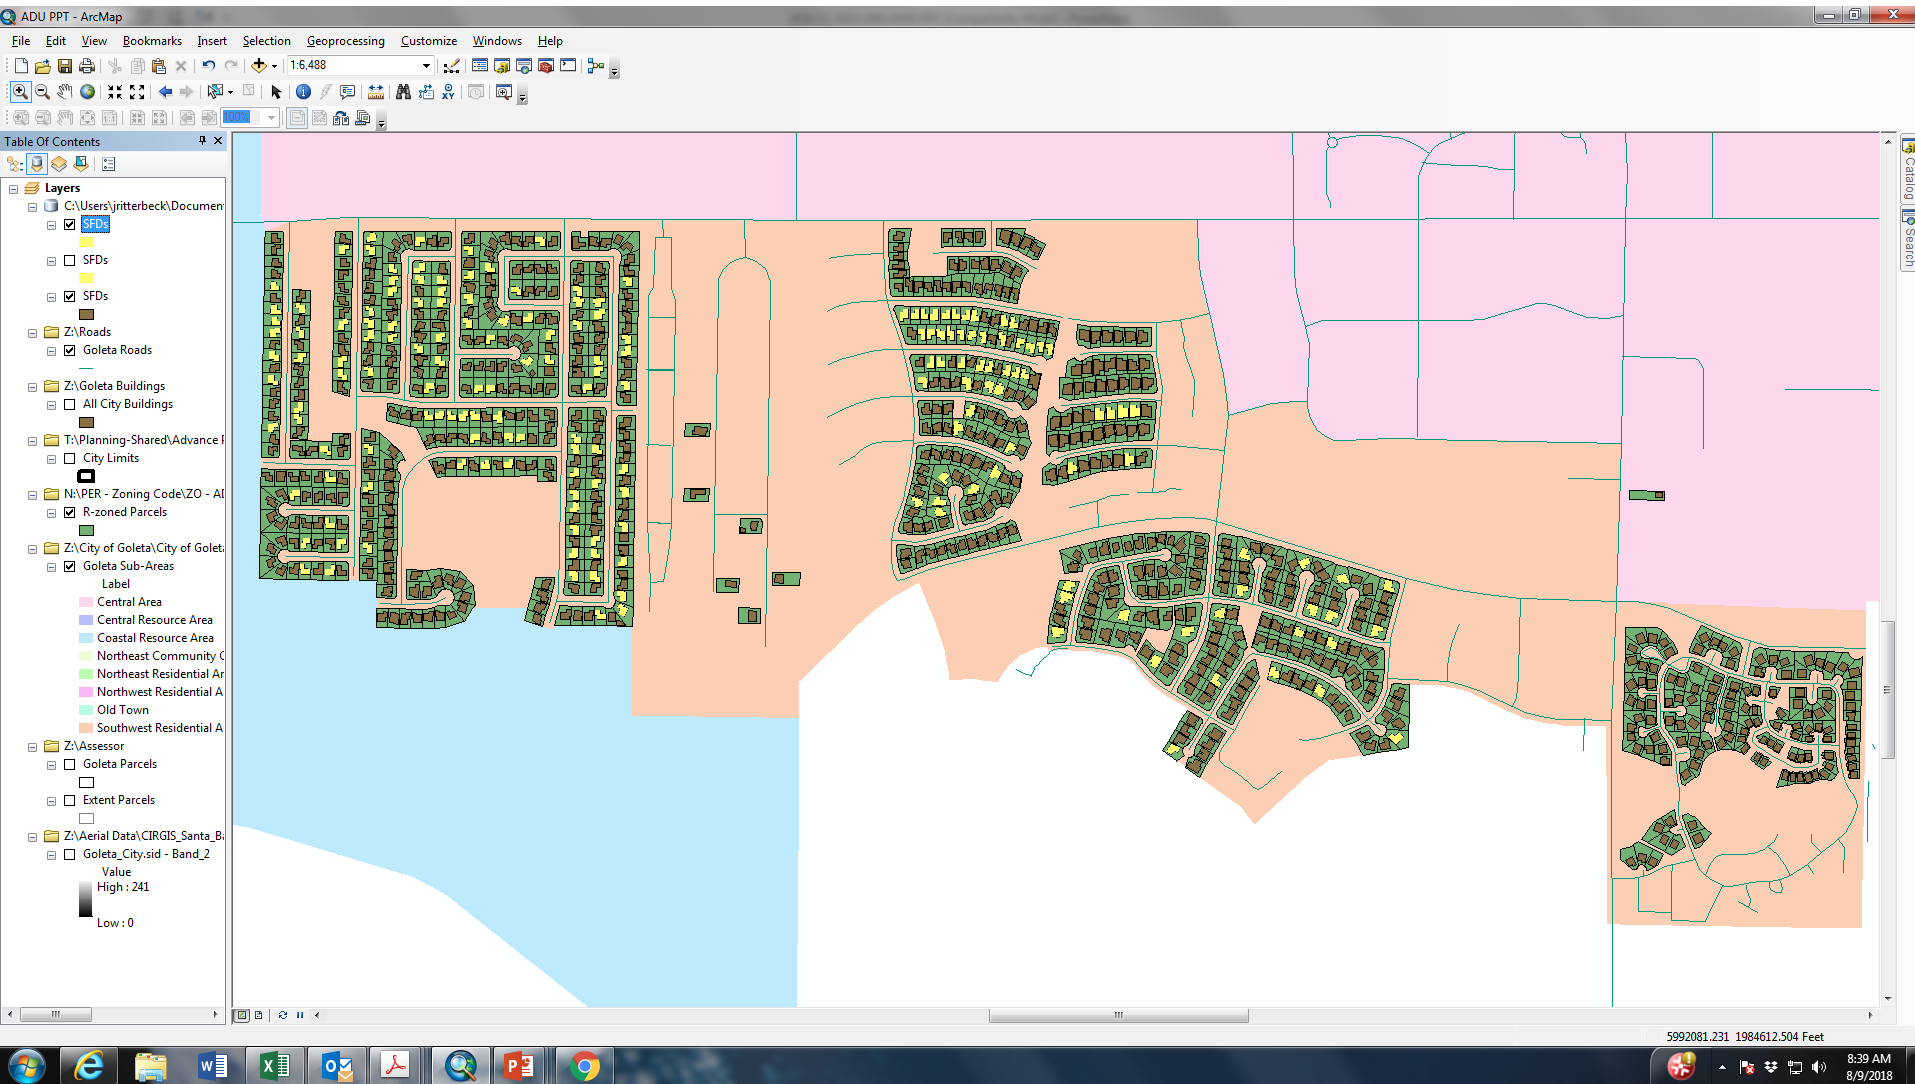 ADU PPT - ArcMap
File Edit View Bookmarks Insert Selection Geoprocessing Customize Windows Help
1:6,488
100%
Table Of Contents
Layers
C:\Users\jritterbeck\Documen
SFDs
SFDs
SFDs
Z:\Roads
Goleta Roads
Z:\Goleta Buildings
All City Buildings
T:\Planning-Shared\Advance P
City Limits
N:\PER - Zoning Code\ZO - AD
R-zoned Parcels
Z:\City of Goleta\City of Goleta
Goleta Sub-Areas
Label
Central Area
Central Resource Area
Coastal Resource Area
Northeast Community C
Northeast Residential Ar
Northwest Residential A
Old Town
Southwest Residential A
Z:\Assessor
Goleta Parcels
Extent Parcels
Z:\Aerial Data\CIRGIS_Santa_Ba
Goleta_City.sid - Band_2
Value
High : 241
Low : 0
Catalog
Search
5992081.231 1984612.504 Feet
8:39 AM
8/9/2018